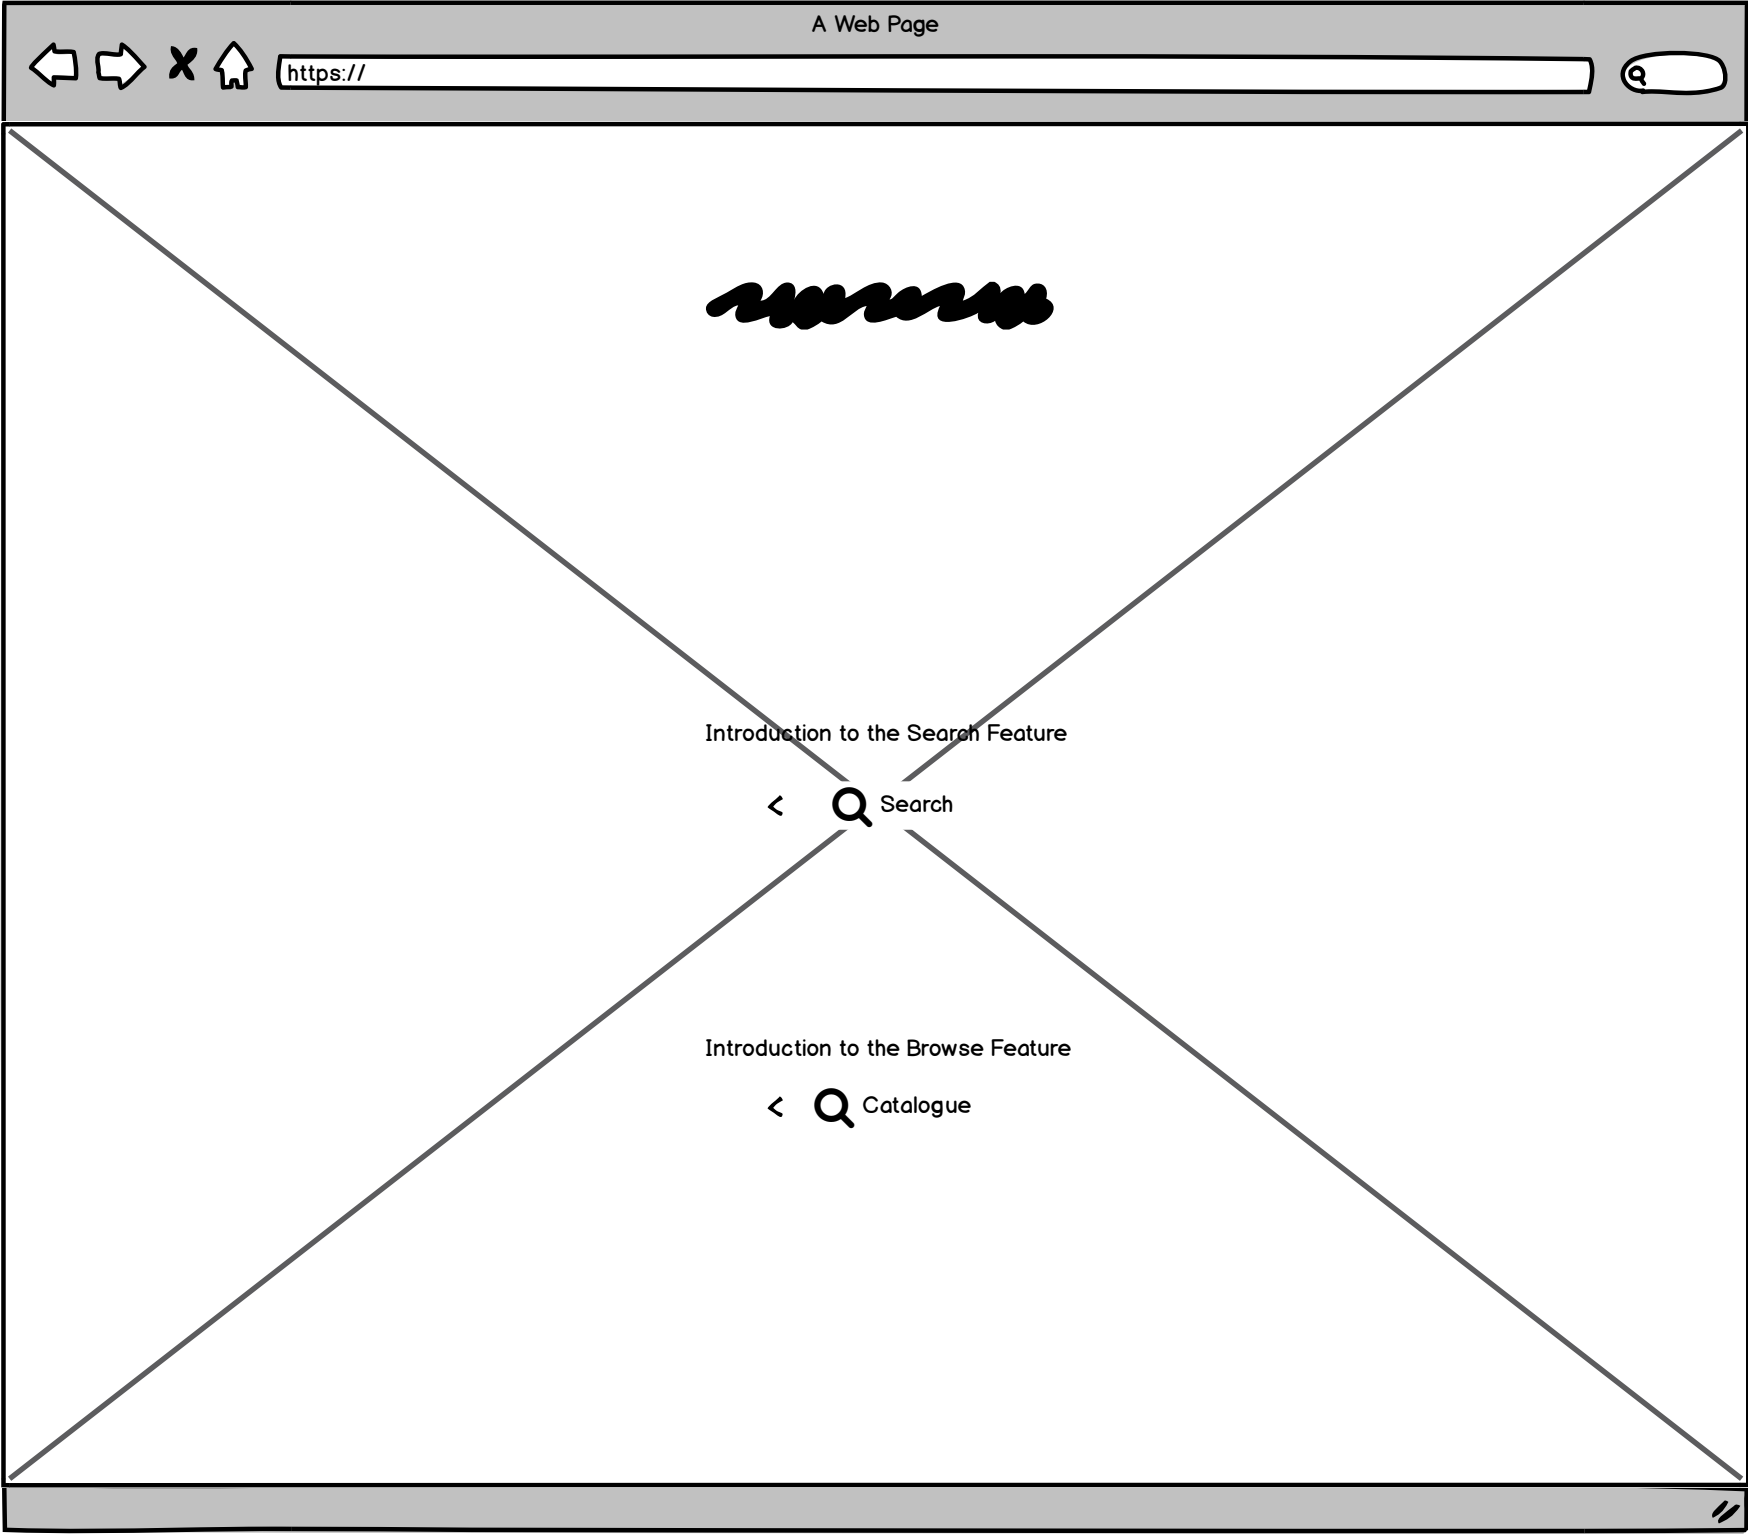 A Web Page
https://
Introduction to the Search Feature
< Search
Introduction to the Browse Feature
< Catalogue